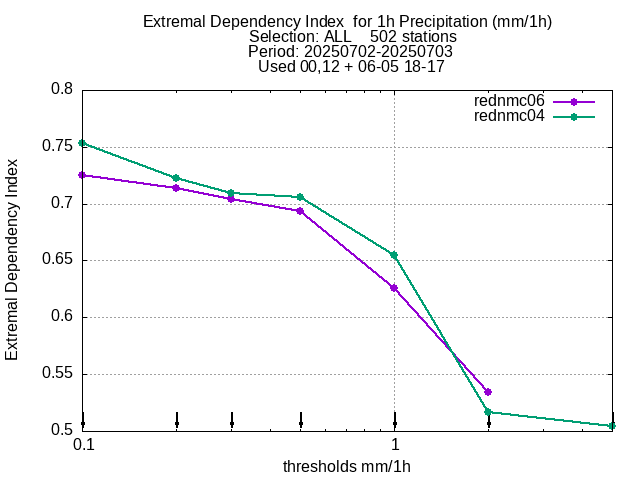 Extremal Dependency Index  for 1h Precipitation (mm/1h)
Selection: ALL    502 stations
Period: 20250702-20250703
Used 00,12 + 06-05 18-17
rednmc06
rednmc04
0.8
0.75
0.7
0.65
0.6
0.55
0.5
Extremal Dependency Index
0.1
1
thresholds mm/1h